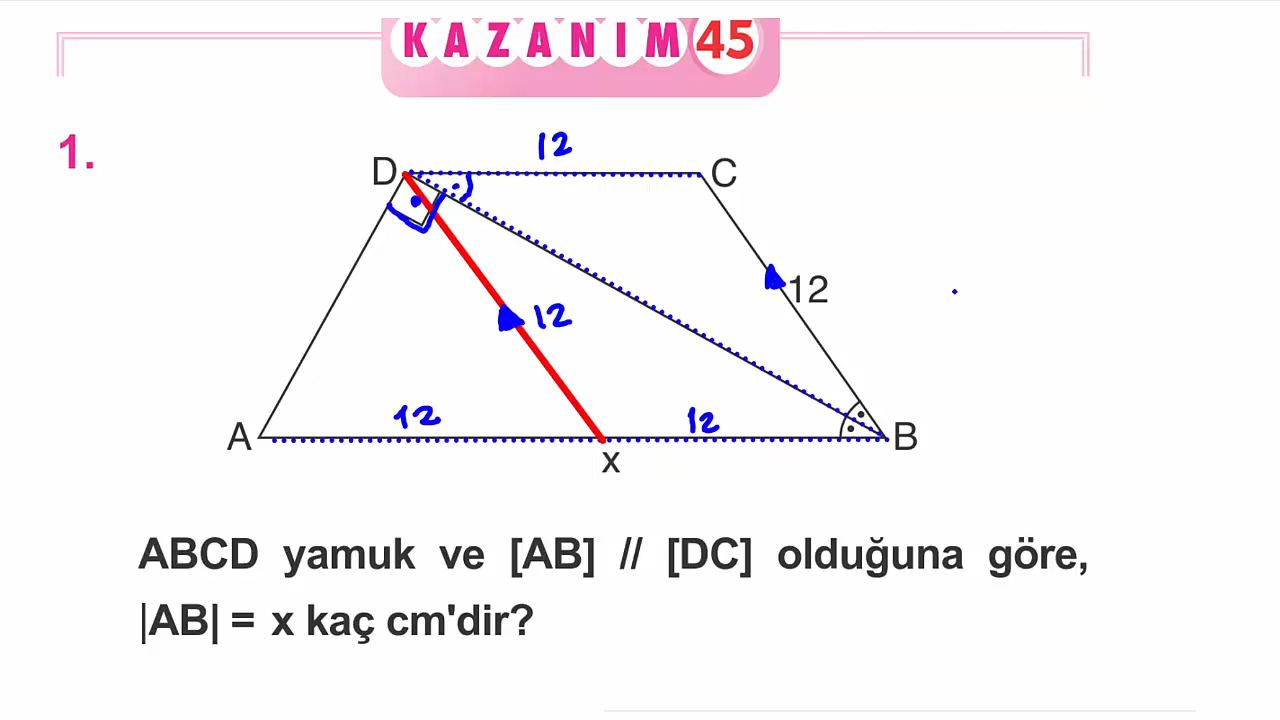 KAZANIM 45
1.
12
D
C
12
12
12
12
A
B
x
ABCD yamuk ve [AB] // [DC] olduğuna göre,
|AB| = x kaç cm'dir?